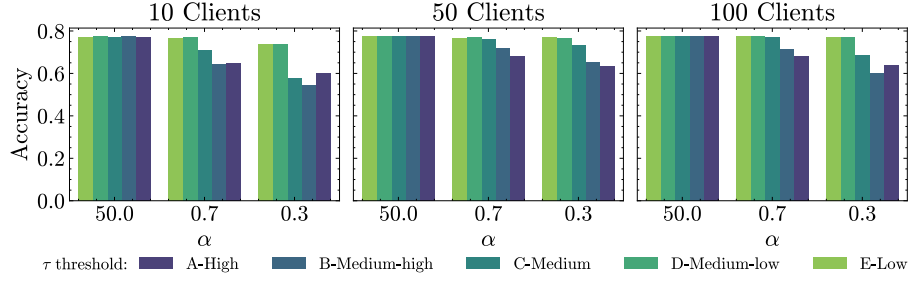 10 Clients 50 Clients 100 Clients
Accuracy
0.8
0.6
0.4
0.2
0.0
50.0 0.7 0.3 50.0 0.7 0.3 50.0 0.7 0.3
α α α
τ threshold: A-High B-Medium-high C-Medium D-Medium-low E-Low